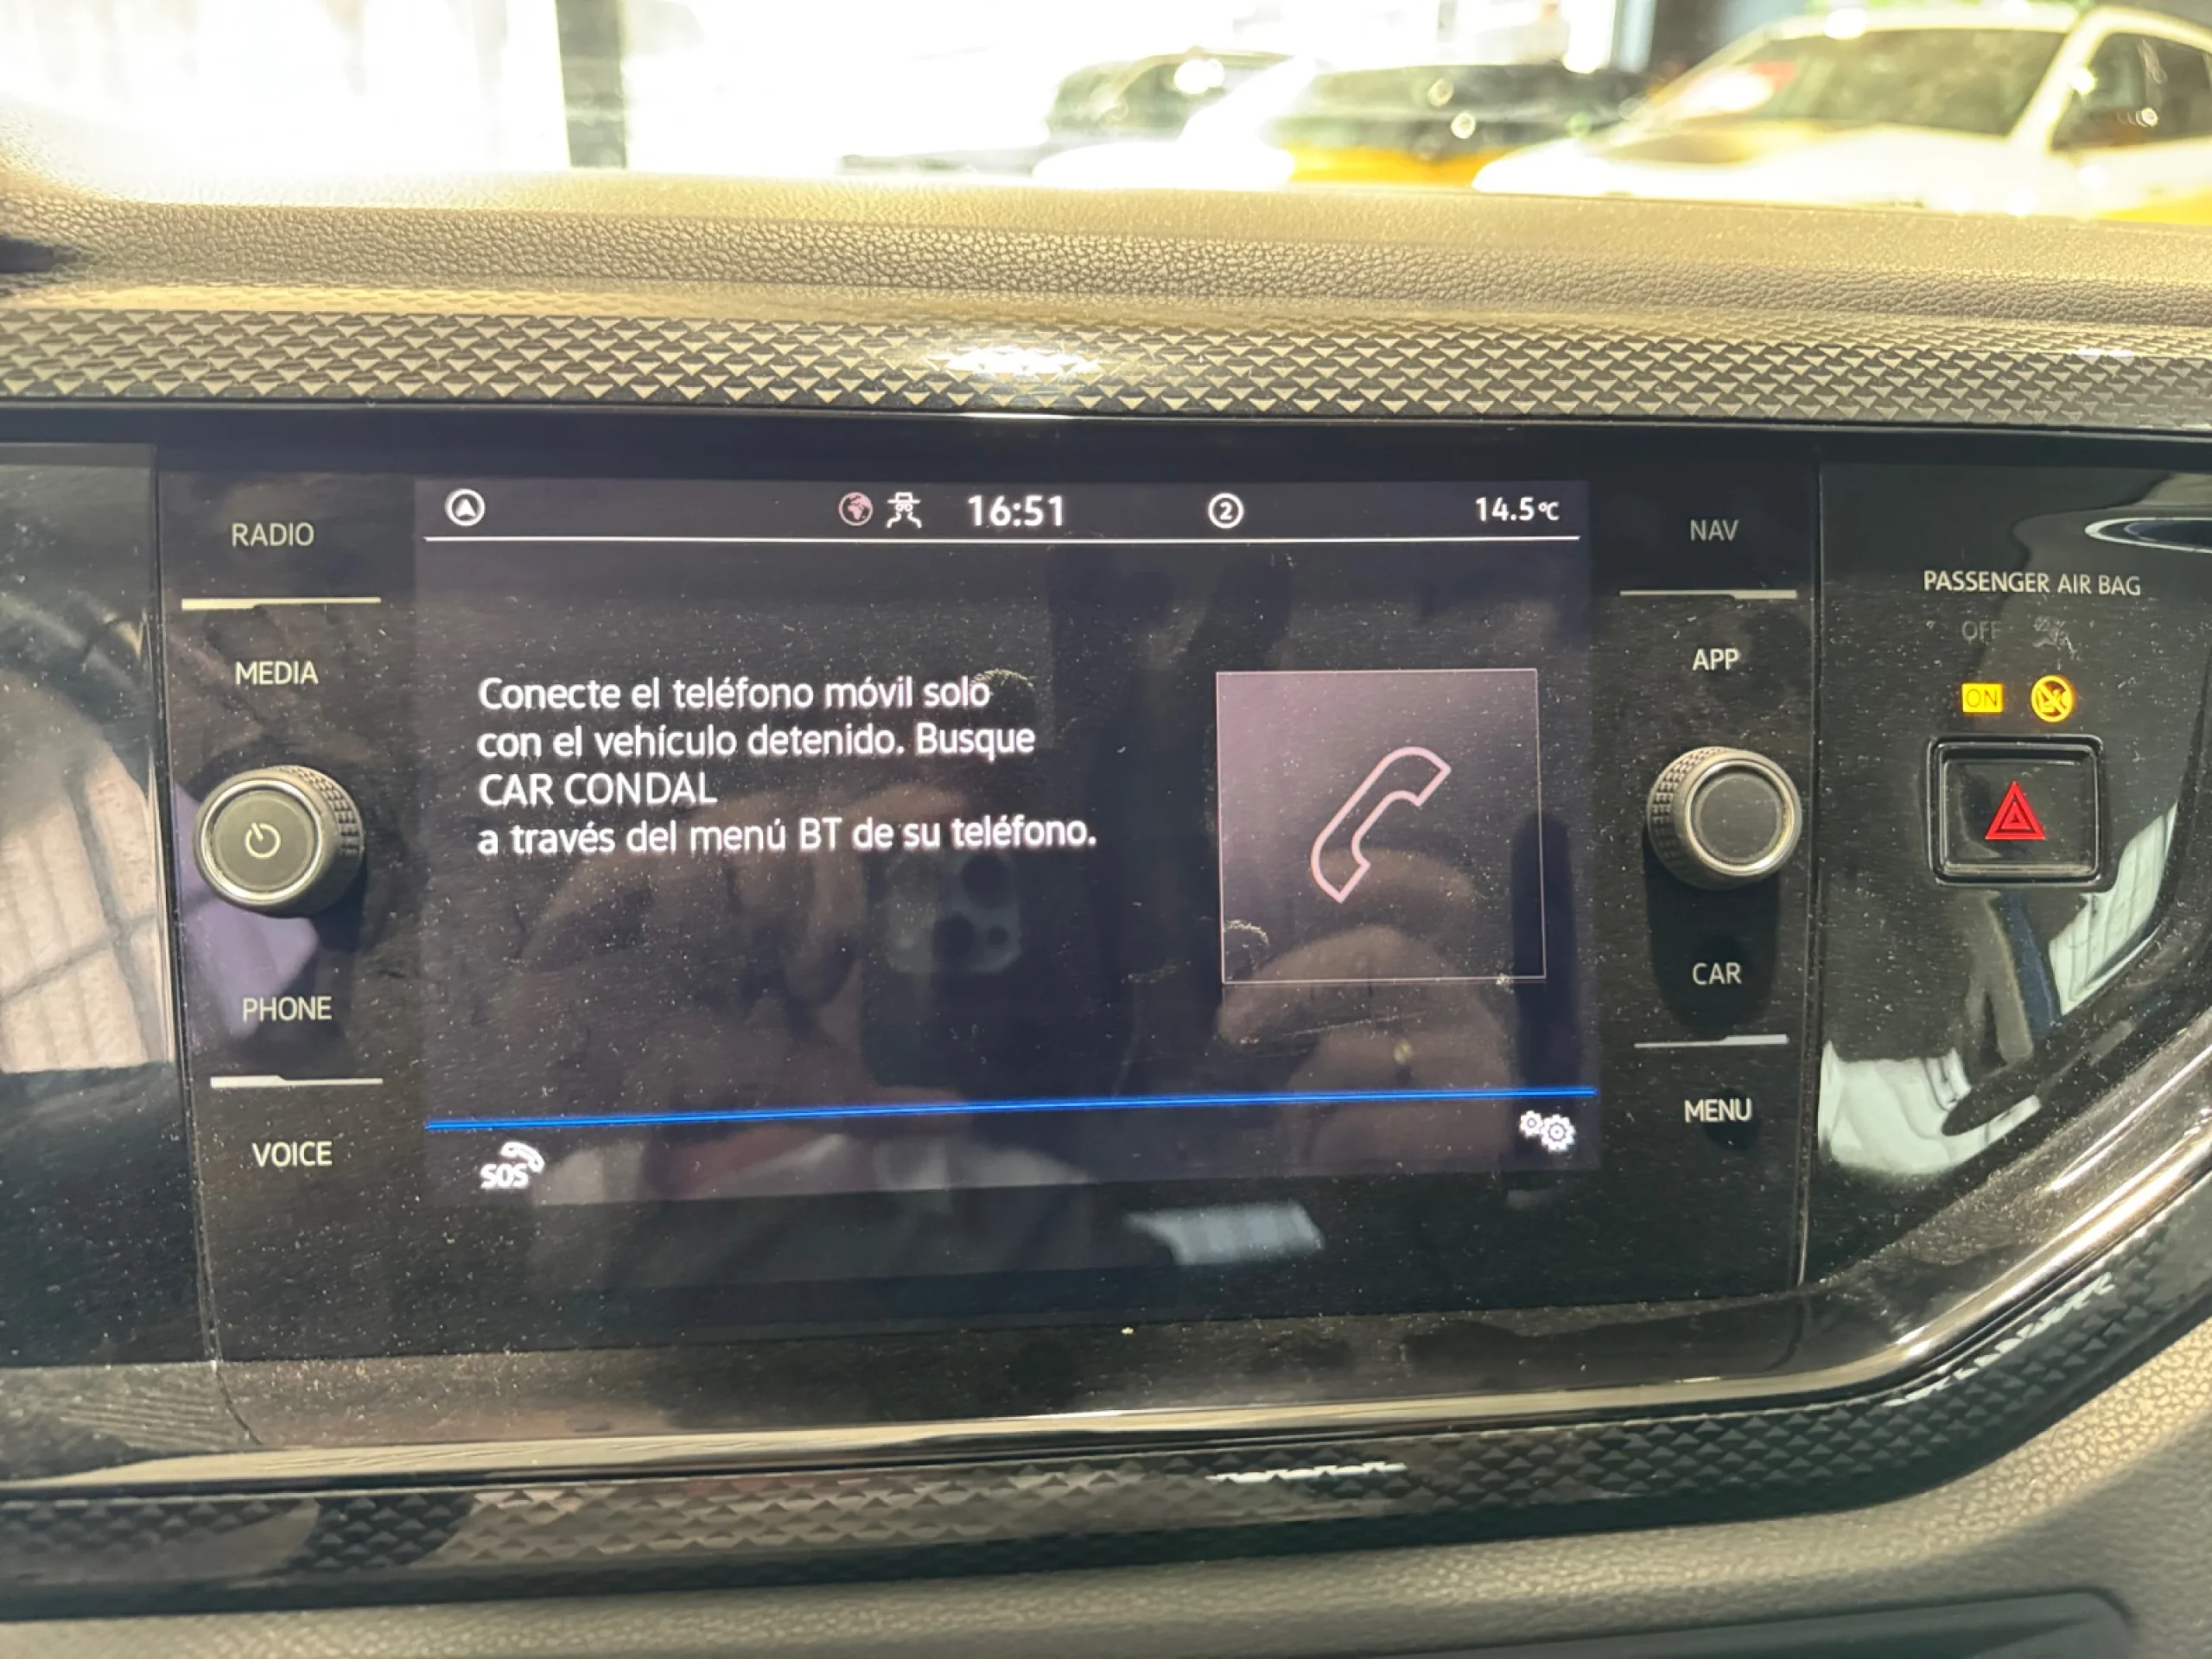 16:51
2
14.5°C
RADIO
MEDIA
PHONE
VOICE
Conecte el teléfono móvil solo
con el vehículo detenido. Busque
CAR CONDAL
a través del menú BT de su teléfono.
SOS
NAV
APP
CAR
MENU
PASSENGER AIR BAG
OFF
ON